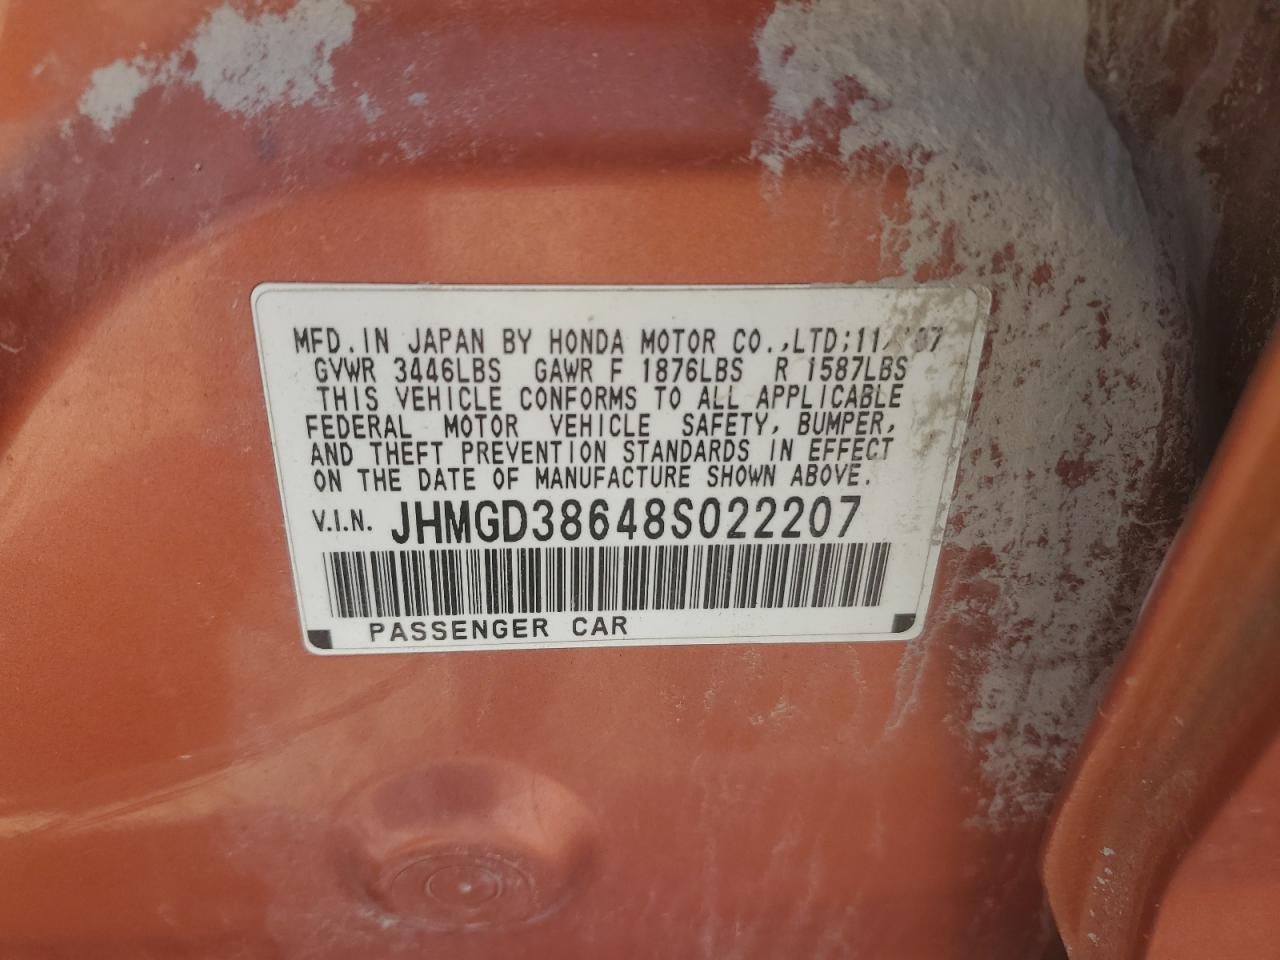 MFD. IN JAPAN BY HONDA MOTOR CO., LTD;
GVWR 3446LBS GAWR F 1876LBS R 1587LBS
THIS VEHICLE CONFORMS TO ALL APPLICABLE
FEDERAL MOTOR VEHICLE SAFETY, BUMPER,
AND THEFT PREVENTION STANDARDS IN EFFECT
ON THE DATE OF MANUFACTURE SHOWN ABOVE.
V.I.N. JHMGD38648S022207
PASSENGER CAR